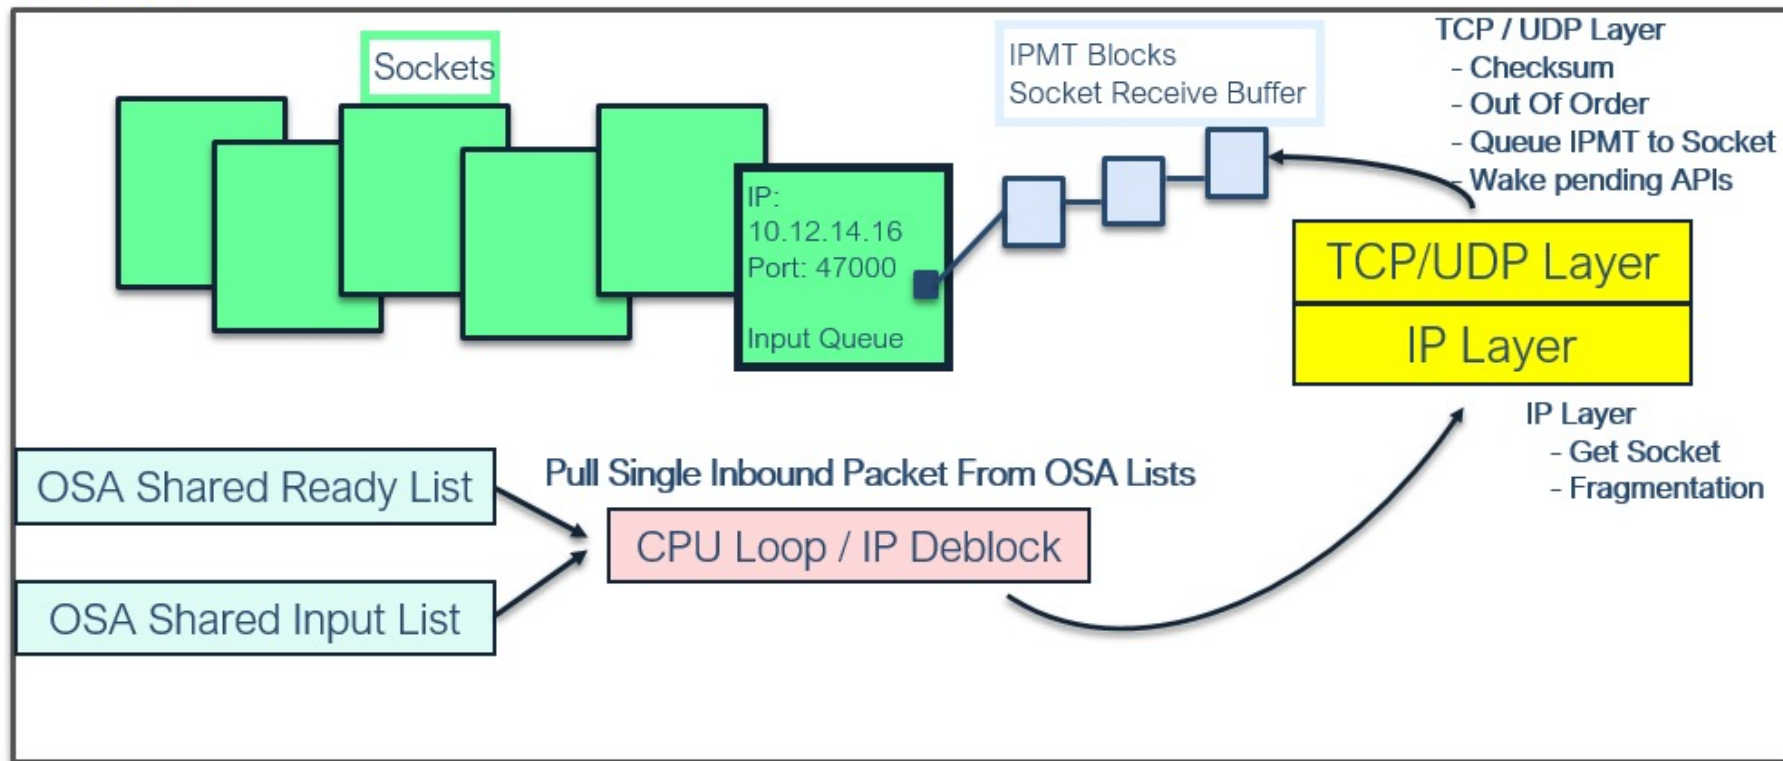 Sockets
IPMT Blocks
Socket Receive Buffer
TCP / UDP Layer
- Checksum
- Out Of Order
- Queue IPMT to Socket
- Wake pending APIs
IP:
10.12.14.16
Port: 47000
Input Queue
TCP/UDP Layer
IP Layer
IP Layer
- Get Socket
- Fragmentation
OSA Shared Ready List
Pull Single Inbound Packet From OSA Lists
CPU Loop / IP Deblock
OSA Shared Input List